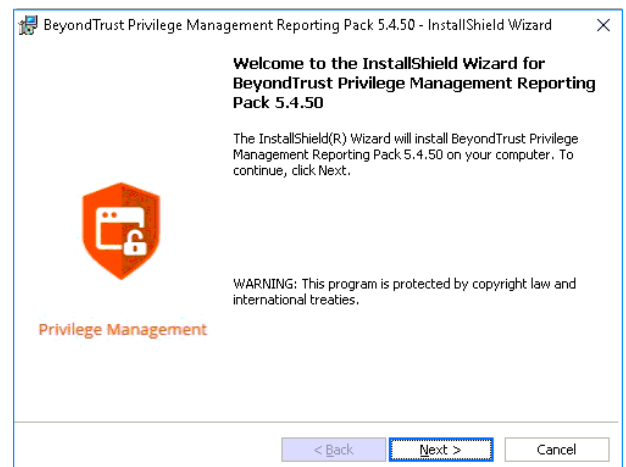 BeyondTrust Privilege Management Reporting Pack 5.4.50 - InstallShield Wizard
Welcome to the InstallShield Wizard for
BeyondTrust Privilege Management Reporting
Pack 5.4.50
The InstallShield(R) Wizard will install BeyondTrust Privilege
Management Reporting Pack 5.4.50 on your computer. To
continue, click Next.
WARNING: This program is protected by copyright law and
international treaties.
Privilege Management
< Back Next > Cancel